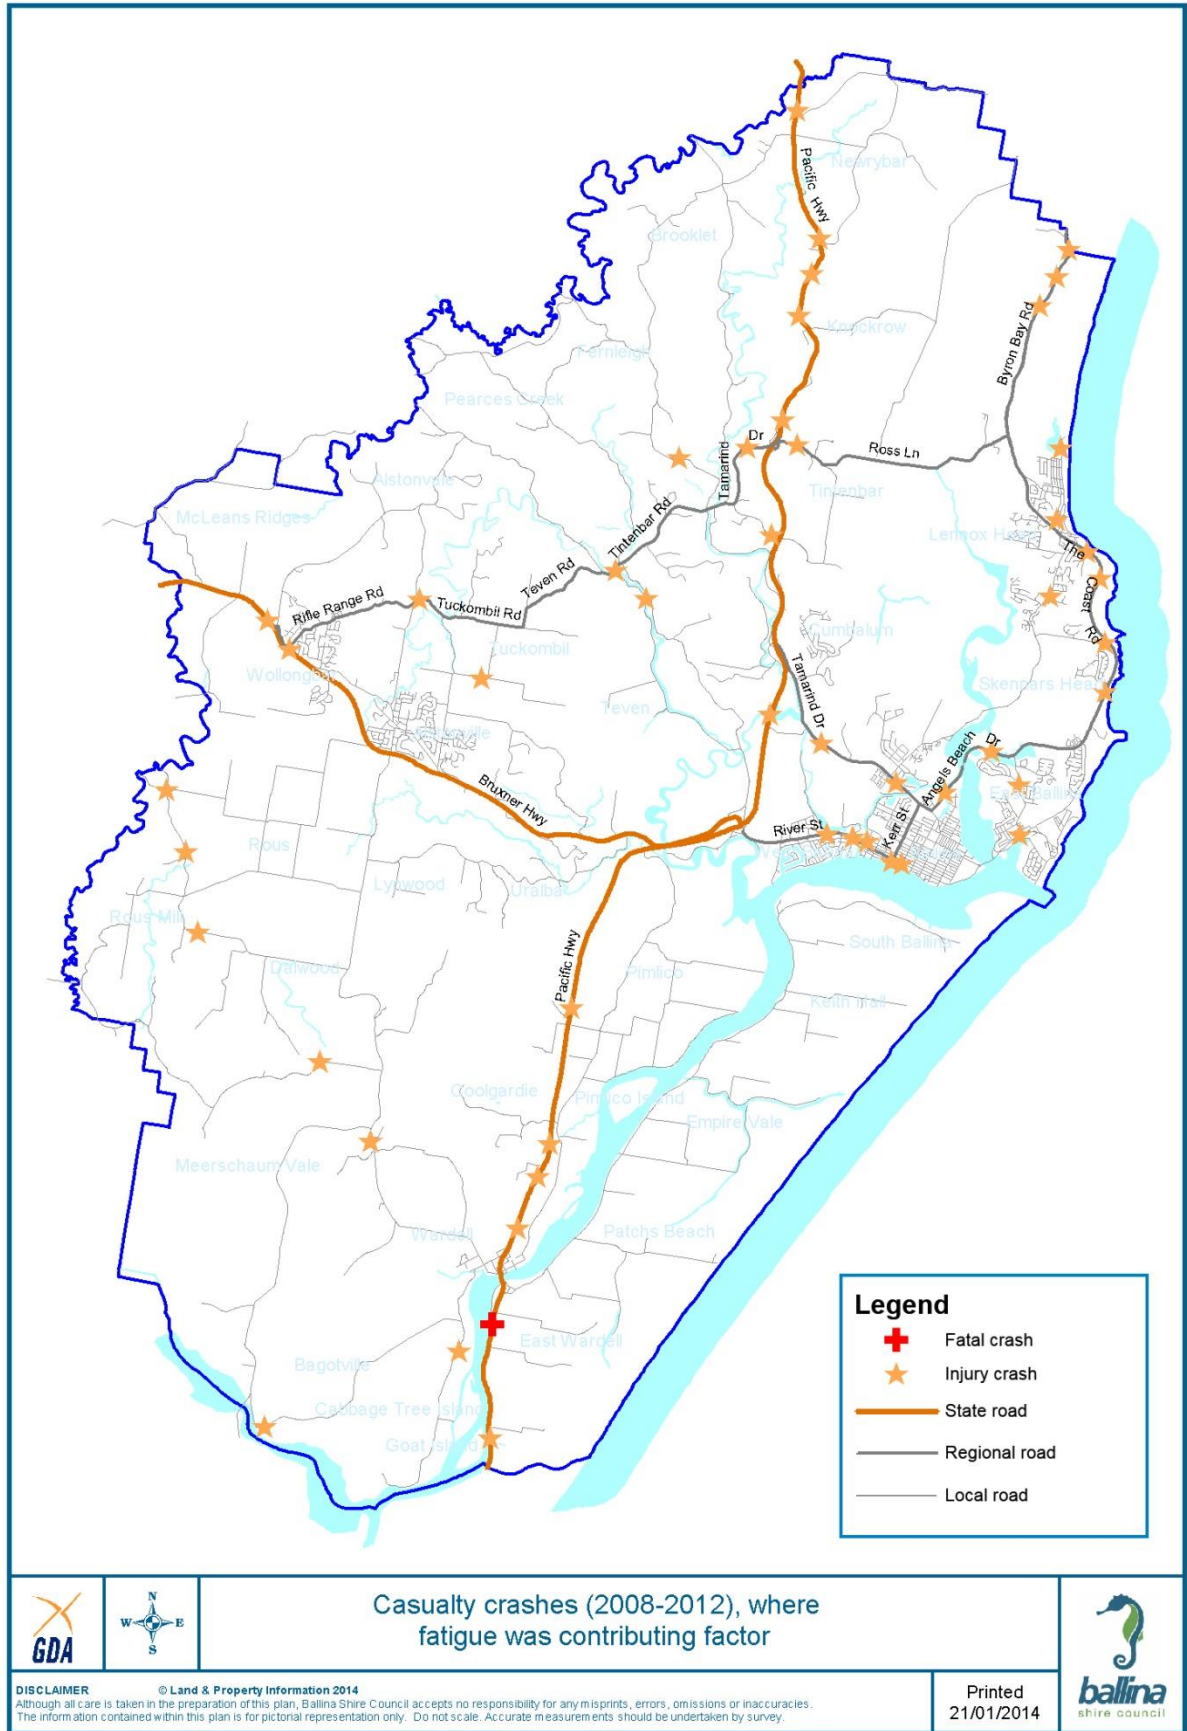 Pacific Hwy
Newrybar
Brooklet
Byron Bay Rd
Knockrow
Fernleigh
Pearces Creek
Dr
Ross Ln
Tamarind
Alstonvale
Tintenbar
McLeans Ridges
Tintenbar Rd
Lennox Head
The Coast Rd
Teven Rd
Rifle Range Rd
Tuckombil Rd
Cumbalum
Tuckombil
Wollongbar
Tamarind Dr
Skennars Head
Teven
Alstonville
Angels Beach Dr
Bruxner Hwy
East Ballina
River St
Kerr St
Rous
Lynwood
Uralba
Rous Mill
Pacific Hwy
South Ballina
Dalwood
Pimlico
Keith Hall
Coolgardie
Pimlico Island
Empire Vale
Meerschaum Vale
Wardell
Patchs Beach
East Wardell
Bagotville
Cabbage Tree Island
Goat Island
Legend
Fatal crash
Injury crash
State road
Regional road
Local road
GDA
N
W E
S
Casualty crashes (2008-2012), where
fatigue was contributing factor
ballina
shire council
DISCLAIMER © Land & Property Information 2014
Although all care is taken in the preparation of this plan, Ballina Shire Council accepts no responsibility for any misprints, errors, omissions or inaccuracies.
The information contained within this plan is for pictorial representation only. Do not scale. Accurate measurements should be undertaken by survey.
Printed
21/01/2014